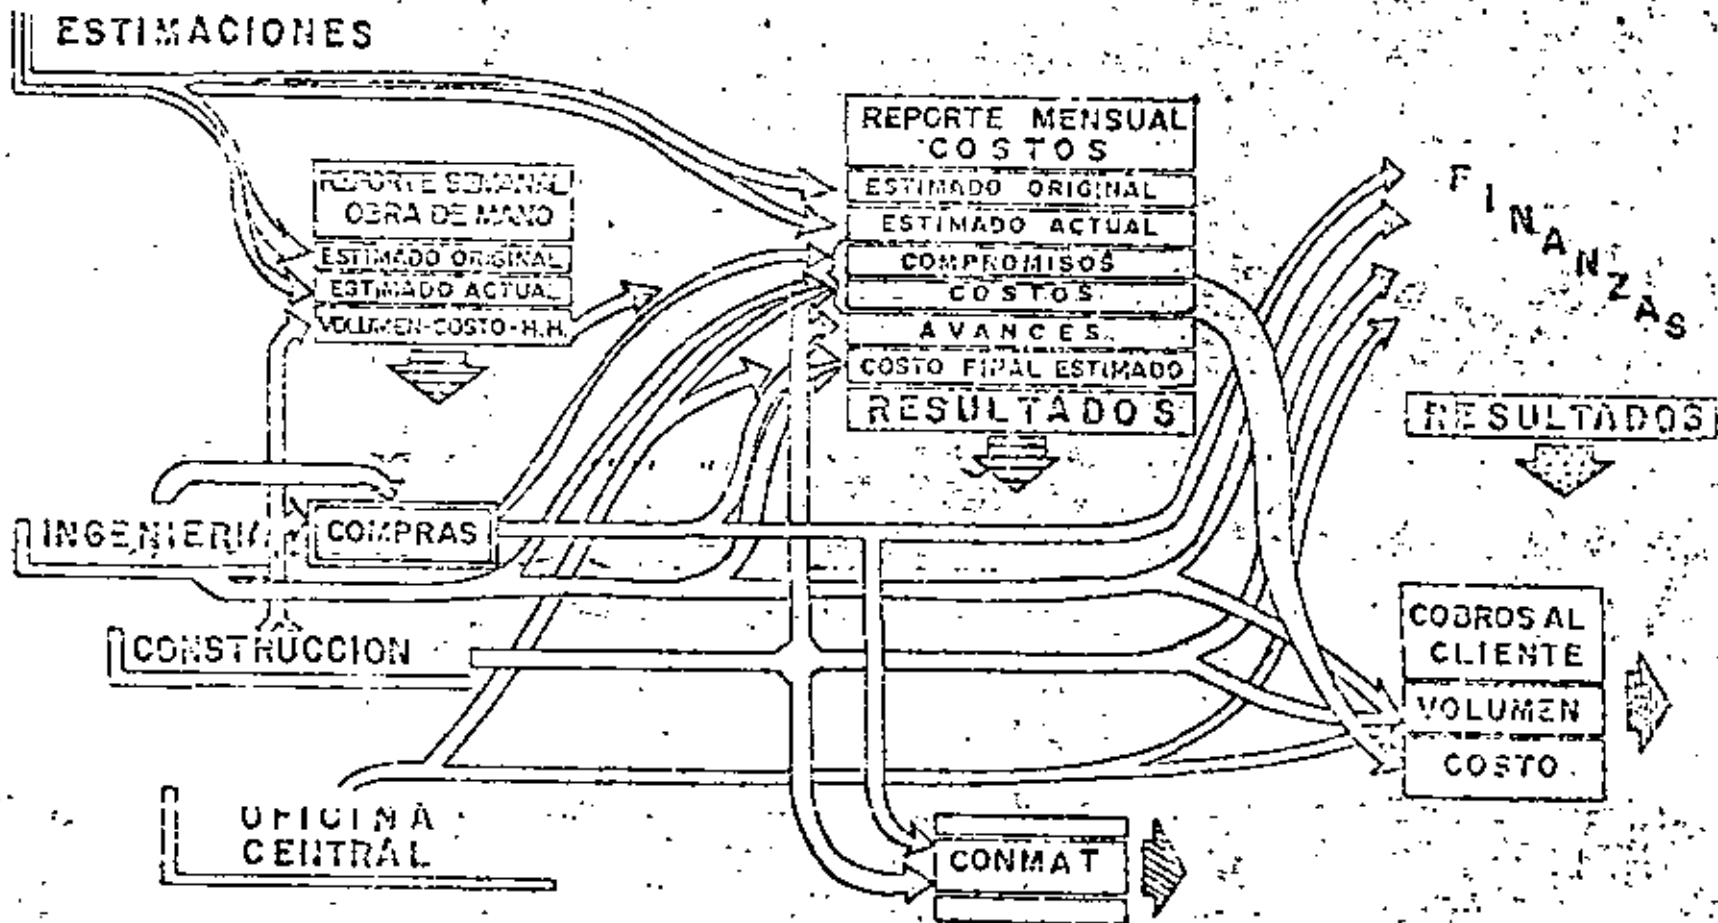 ESTIMACIONES
REPORTE SEMANAL
OBRA DE MANO
ESTIMADO ORIGINAL
ESTIMADO ACTUAL
VOLUMEN-COSTO-H.H.
REPORTE MENSUAL
COSTOS
ESTIMADO ORIGINAL
ESTIMADO ACTUAL
COMPROMISOS
COSTOS
AVANCES
COSTO FINAL ESTIMADO
RESULTADOS
FINANZAS
RESULTADOS
INGENIERIA
COMPRAS
CONSTRUCCION
OFICINA
CENTRAL
CONMAT
COBROS AL
CLIENTE
VOLUMEN
COSTO